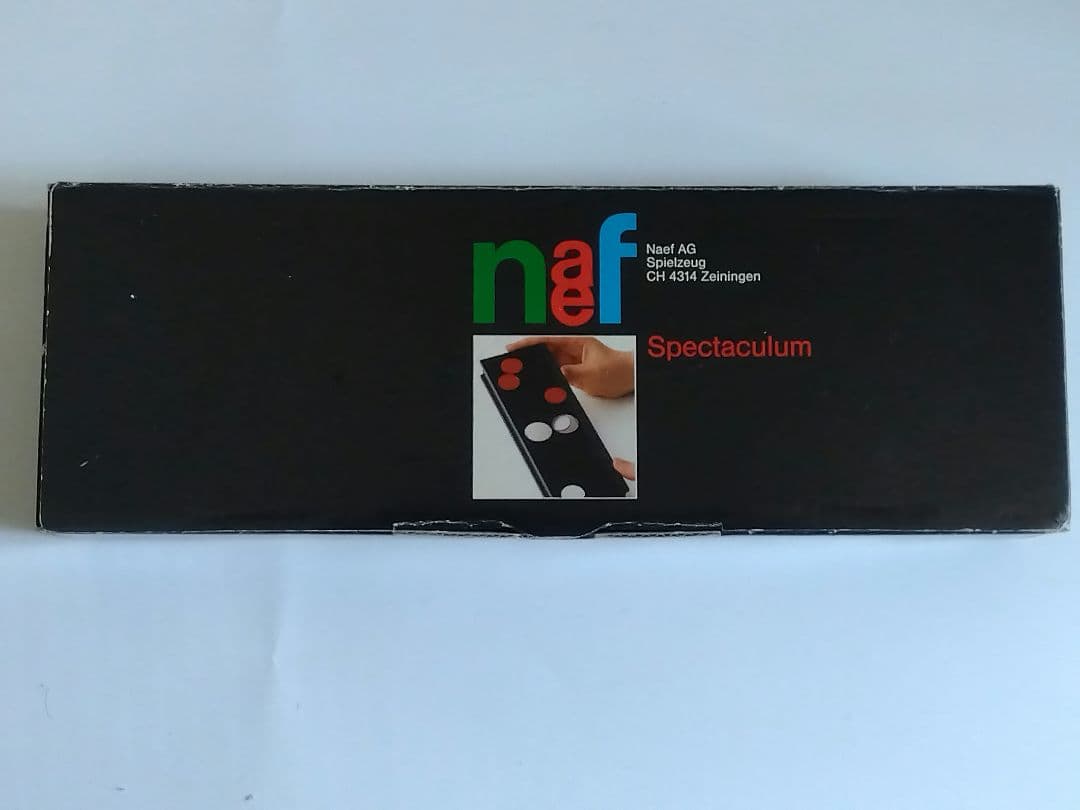 naef
Naef AG
Spielzeug
CH 4314 Zeiningen
Spectaculum